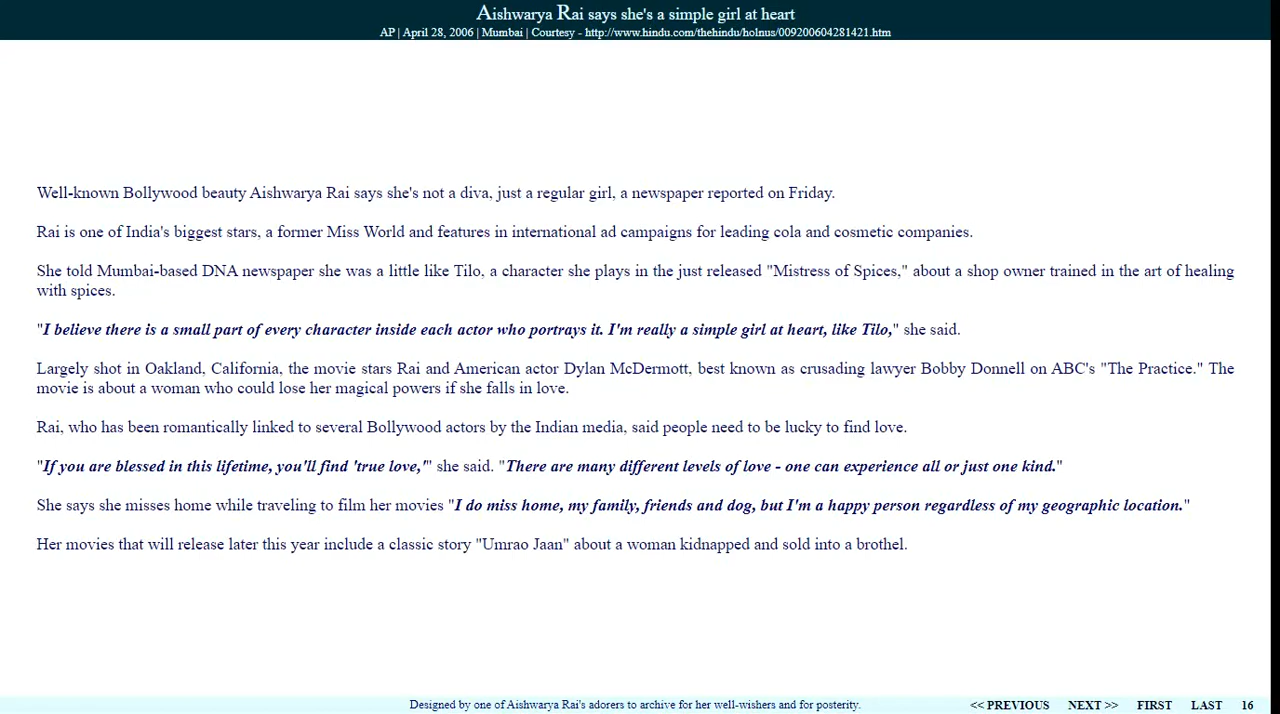 Aishwarya Rai says she's a simple girl at heart
AP | April 28, 2006 | Mumbai | Courtesy - http://www.hindu.com/thehindu/holnus/009200604281421.htm
Well-known Bollywood beauty Aishwarya Rai says she's not a diva, just a regular girl, a newspaper reported on Friday.
Rai is one of India's biggest stars, a former Miss World and features in international ad campaigns for leading cola and cosmetic companies.
She told Mumbai-based DNA newspaper she was a little like Tilo, a character she plays in the just released "Mistress of Spices," about a shop owner trained in the art of healing
with spices.
"I believe there is a small part of every character inside each actor who portrays it. I'm really a simple girl at heart, like Tilo," she said.
Largely shot in Oakland, California, the movie stars Rai and American actor Dylan McDermott, best known as crusading lawyer Bobby Donnell on ABC's "The Practice." The
movie is about a woman who could lose her magical powers if she falls in love.
Rai, who has been romantically linked to several Bollywood actors by the Indian media, said people need to be lucky to find love.
"If you are blessed in this lifetime, you'll find 'true love,'" she said. "There are many different levels of love - one can experience all or just one kind."
She says she misses home while traveling to film her movies "I do miss home, my family, friends and dog, but I'm a happy person regardless of my geographic location."
Her movies that will release later this year include a classic story "Umrao Jaan" about a woman kidnapped and sold into a brothel.
Designed by one of Aishwarya Rai's adorers to archive for her well-wishers and for posterity. << PREVIOUS NEXT >> FIRST LAST 16